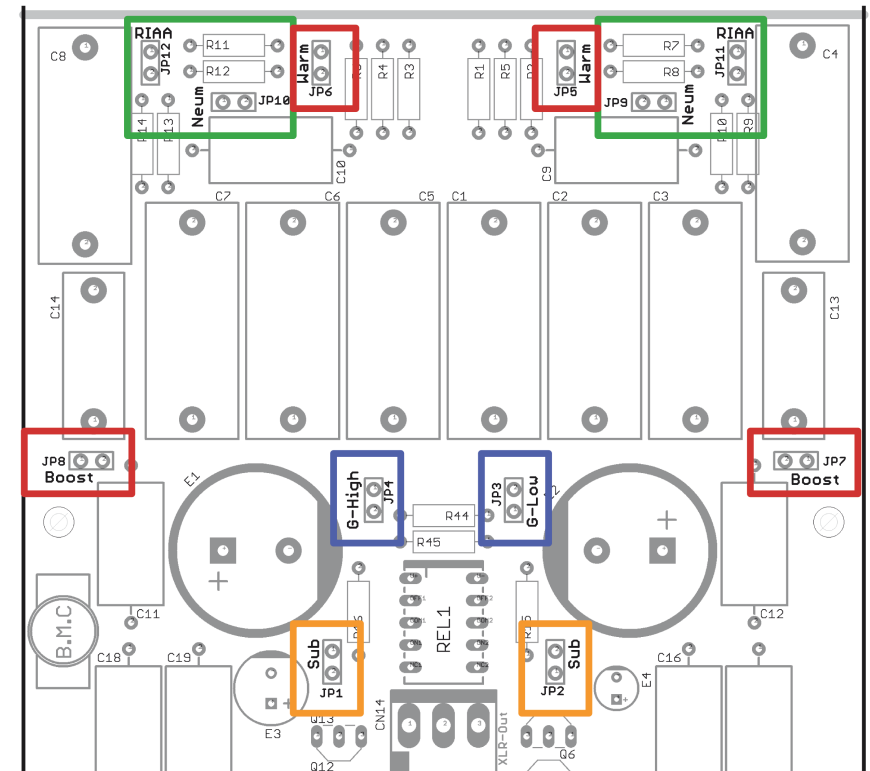 RIAA
JP12
R11
R12
Neum
JP10
Warm
JP6
R4
R3
R1
R5
JP5
Warm
R7
R8
JP9
Neum
RIAA
JP11
C8
C4
R14
R13
R10
R9
C10
C9
C7
C6
C5
C1
C2
C3
C14
C13
JP8
Boost
JP7
Boost
E1
G-High
JP4
JP3
G-Low
R44
R45
REL1
B.M.C
C11
C12
C18
C19
C16
Sub
JP1
JP2
Sub
E3
E4
Q13
Q12
CN14
1
2
3
XLR-Out
Q6